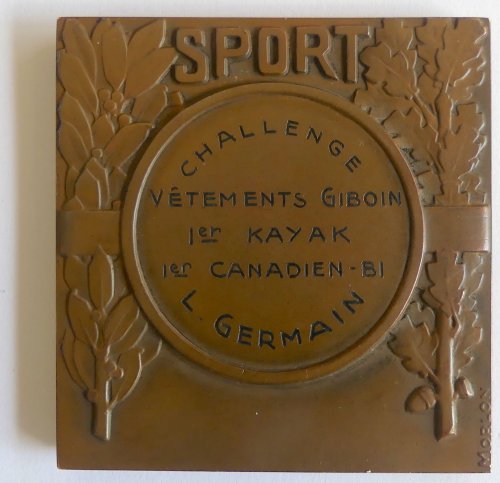 SPORT
CHALLENGE
VÊTEMENTS GIBOIN
1er KAYAK
1er CANADIEN-BI
L. GERMAIN
MORLON